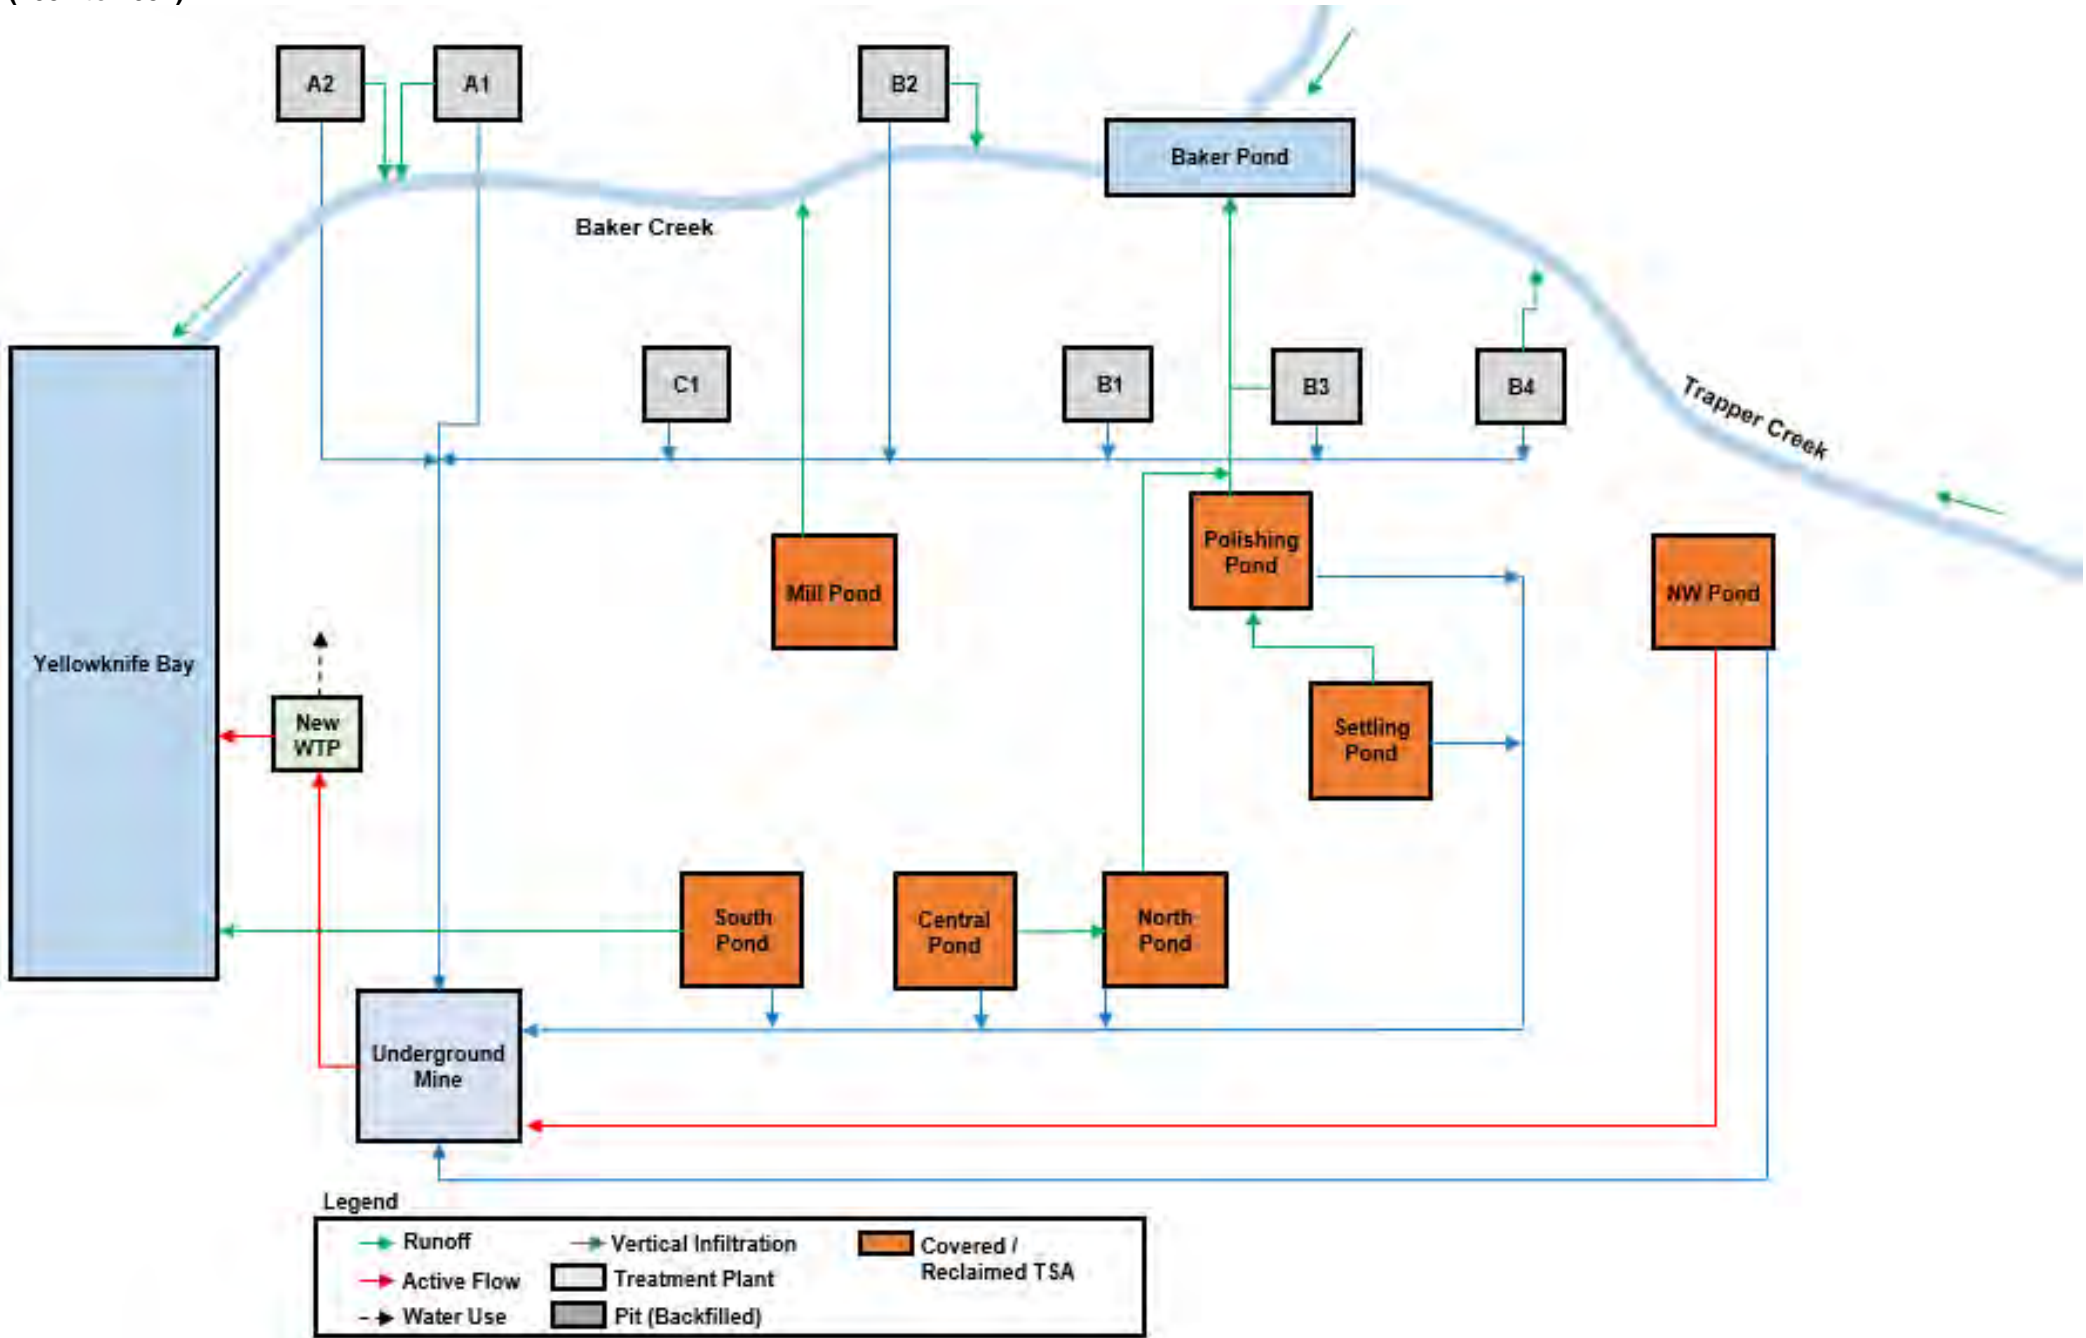 A2
A1
B2
Baker Pond
Baker Creek
C1
B1
B3
B4
Trapper Creek
Polishing
Pond
Mill Pond
NW Pond
Yellowknife Bay
New
WTP
Settling
Pond
South
Pond
Central
Pond
North
Pond
Underground
Mine
Legend
Runoff
Vertical Infiltration
Covered /
Reclaimed TSA
Active Flow
Treatment Plant
Water Use
Pit (Backfilled)